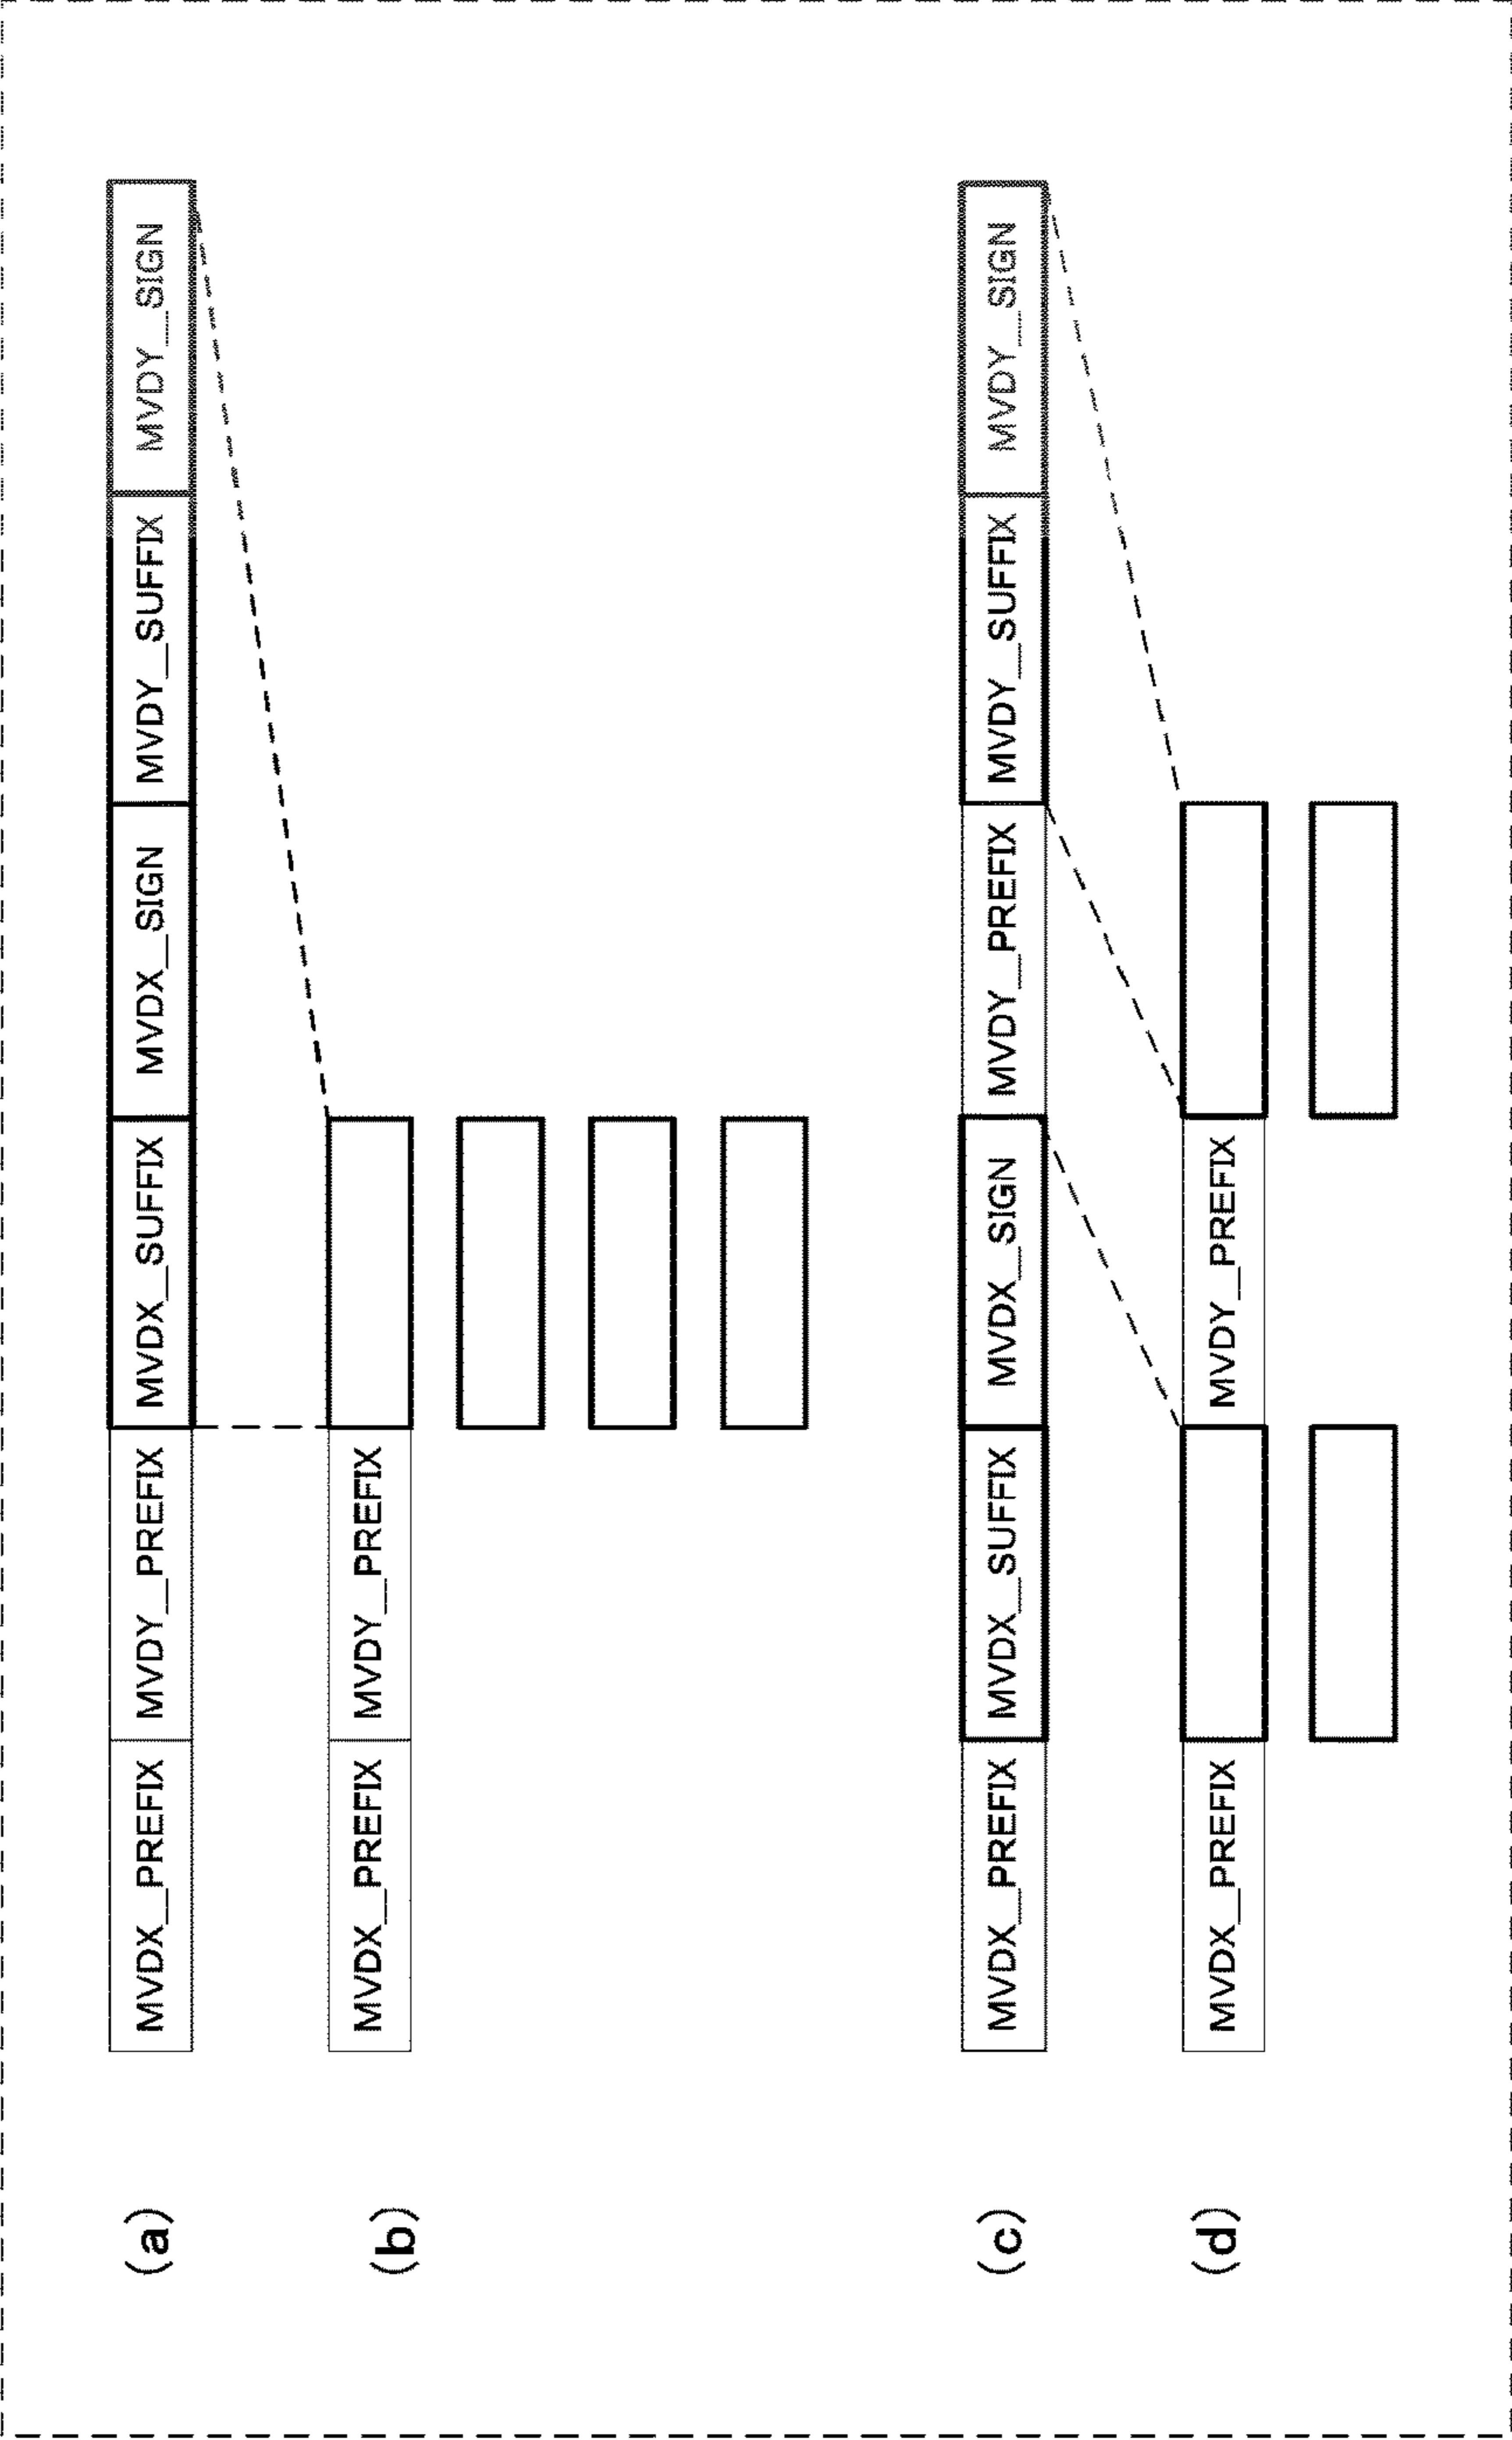 (a) MVDX_PREFIX MVDY_PREFIX MVDX_SUFFIX MVDX_SIGN MVDY_SUFFIX MVDY_SIGN
(b) MVDX_PREFIX MVDY_PREFIX
(c) MVDX_PREFIX MVDX_SUFFIX MVDX_SIGN MVDY_PREFIX MVDY_SUFFIX MVDY_SIGN
(d) MVDX_PREFIX MVDY_PREFIX